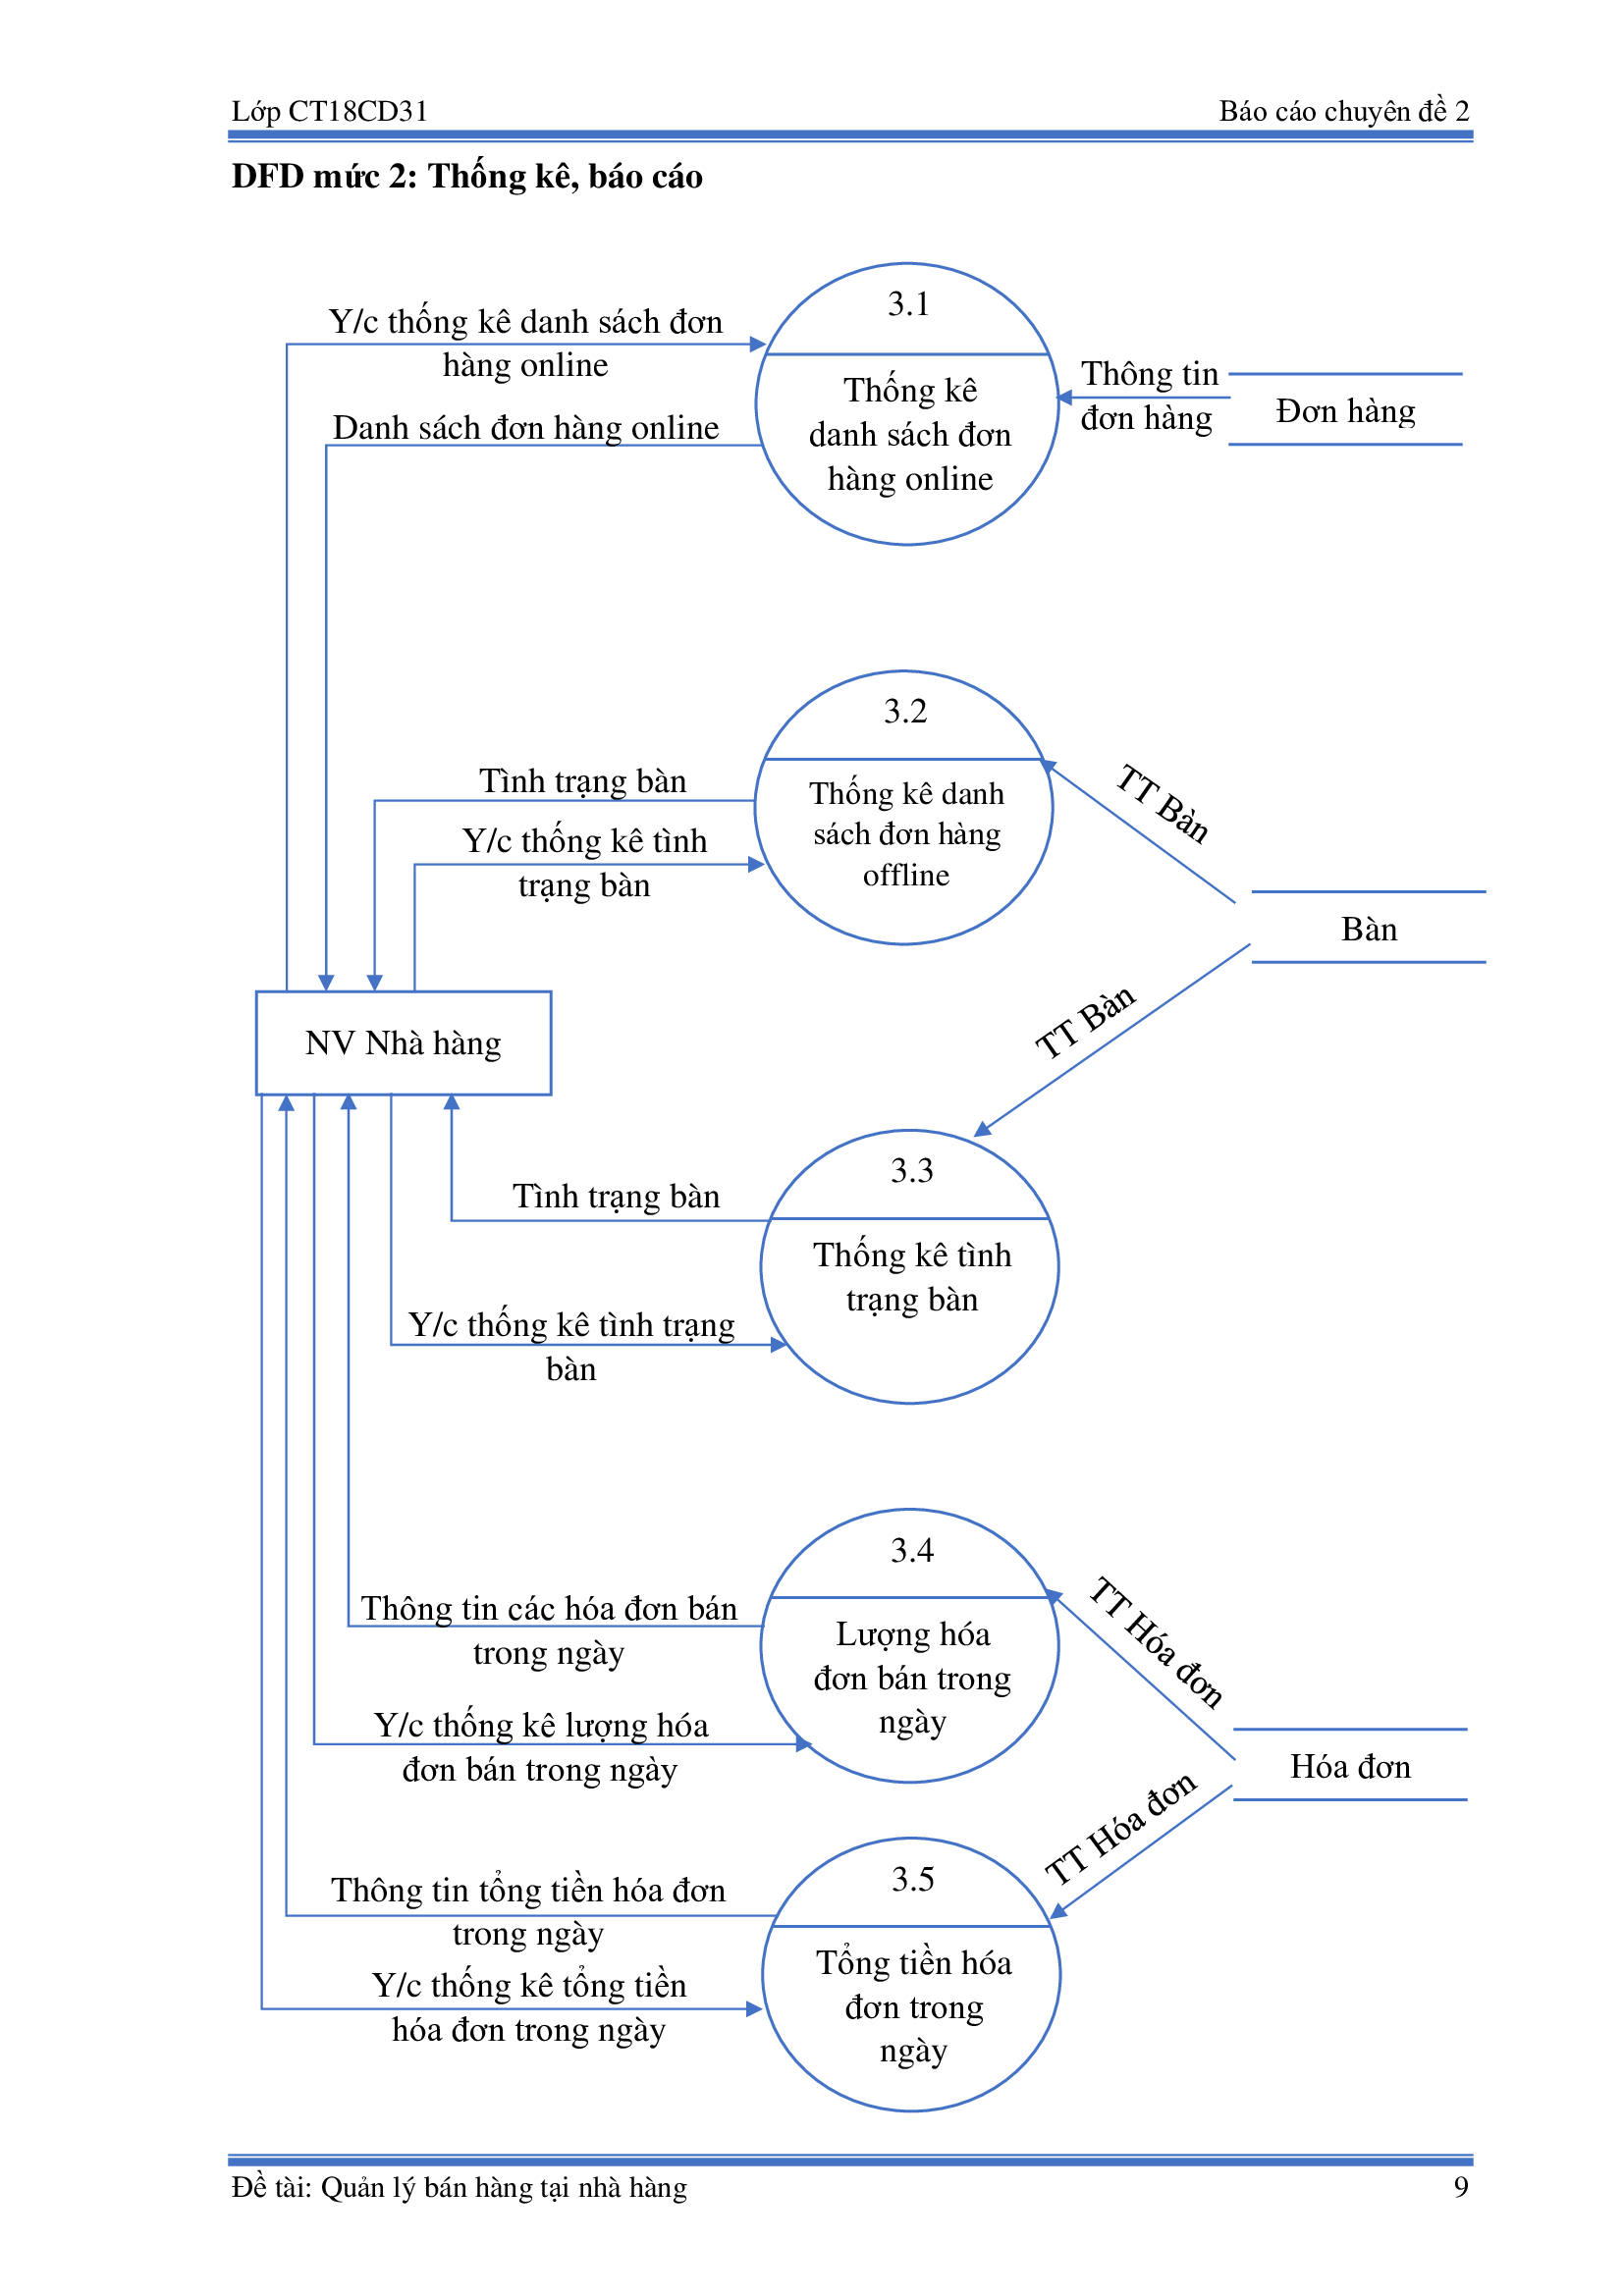 Lớp CT18CD31
Báo cáo chuyên đề 2
DFD mức 2: Thống kê, báo cáo
3.1
Y/c thống kê danh sách đơn
hàng online
Thống kê
danh sách đơn
hàng online
Thông tin
đơn hàng
Đơn hàng
Danh sách đơn hàng online
3.2
Tình trạng bàn
Thống kê danh
sách đơn hàng
offline
TT Bàn
Y/c thống kê tình
trạng bàn
Bàn
TT Bàn
NV Nhà hàng
3.3
Tình trạng bàn
Thống kê tình
trạng bàn
Y/c thống kê tình trạng
bàn
3.4
Thông tin các hóa đơn bán
trong ngày
Lượng hóa
đơn bán trong
ngày
TT Hóa đơn
Y/c thống kê lượng hóa
đơn bán trong ngày
Hóa đơn
TT Hóa đơn
3.5
Thông tin tổng tiền hóa đơn
trong ngày
Tổng tiền hóa
đơn trong
ngày
Y/c thống kê tổng tiền
hóa đơn trong ngày
Đề tài: Quản lý bán hàng tại nhà hàng
9